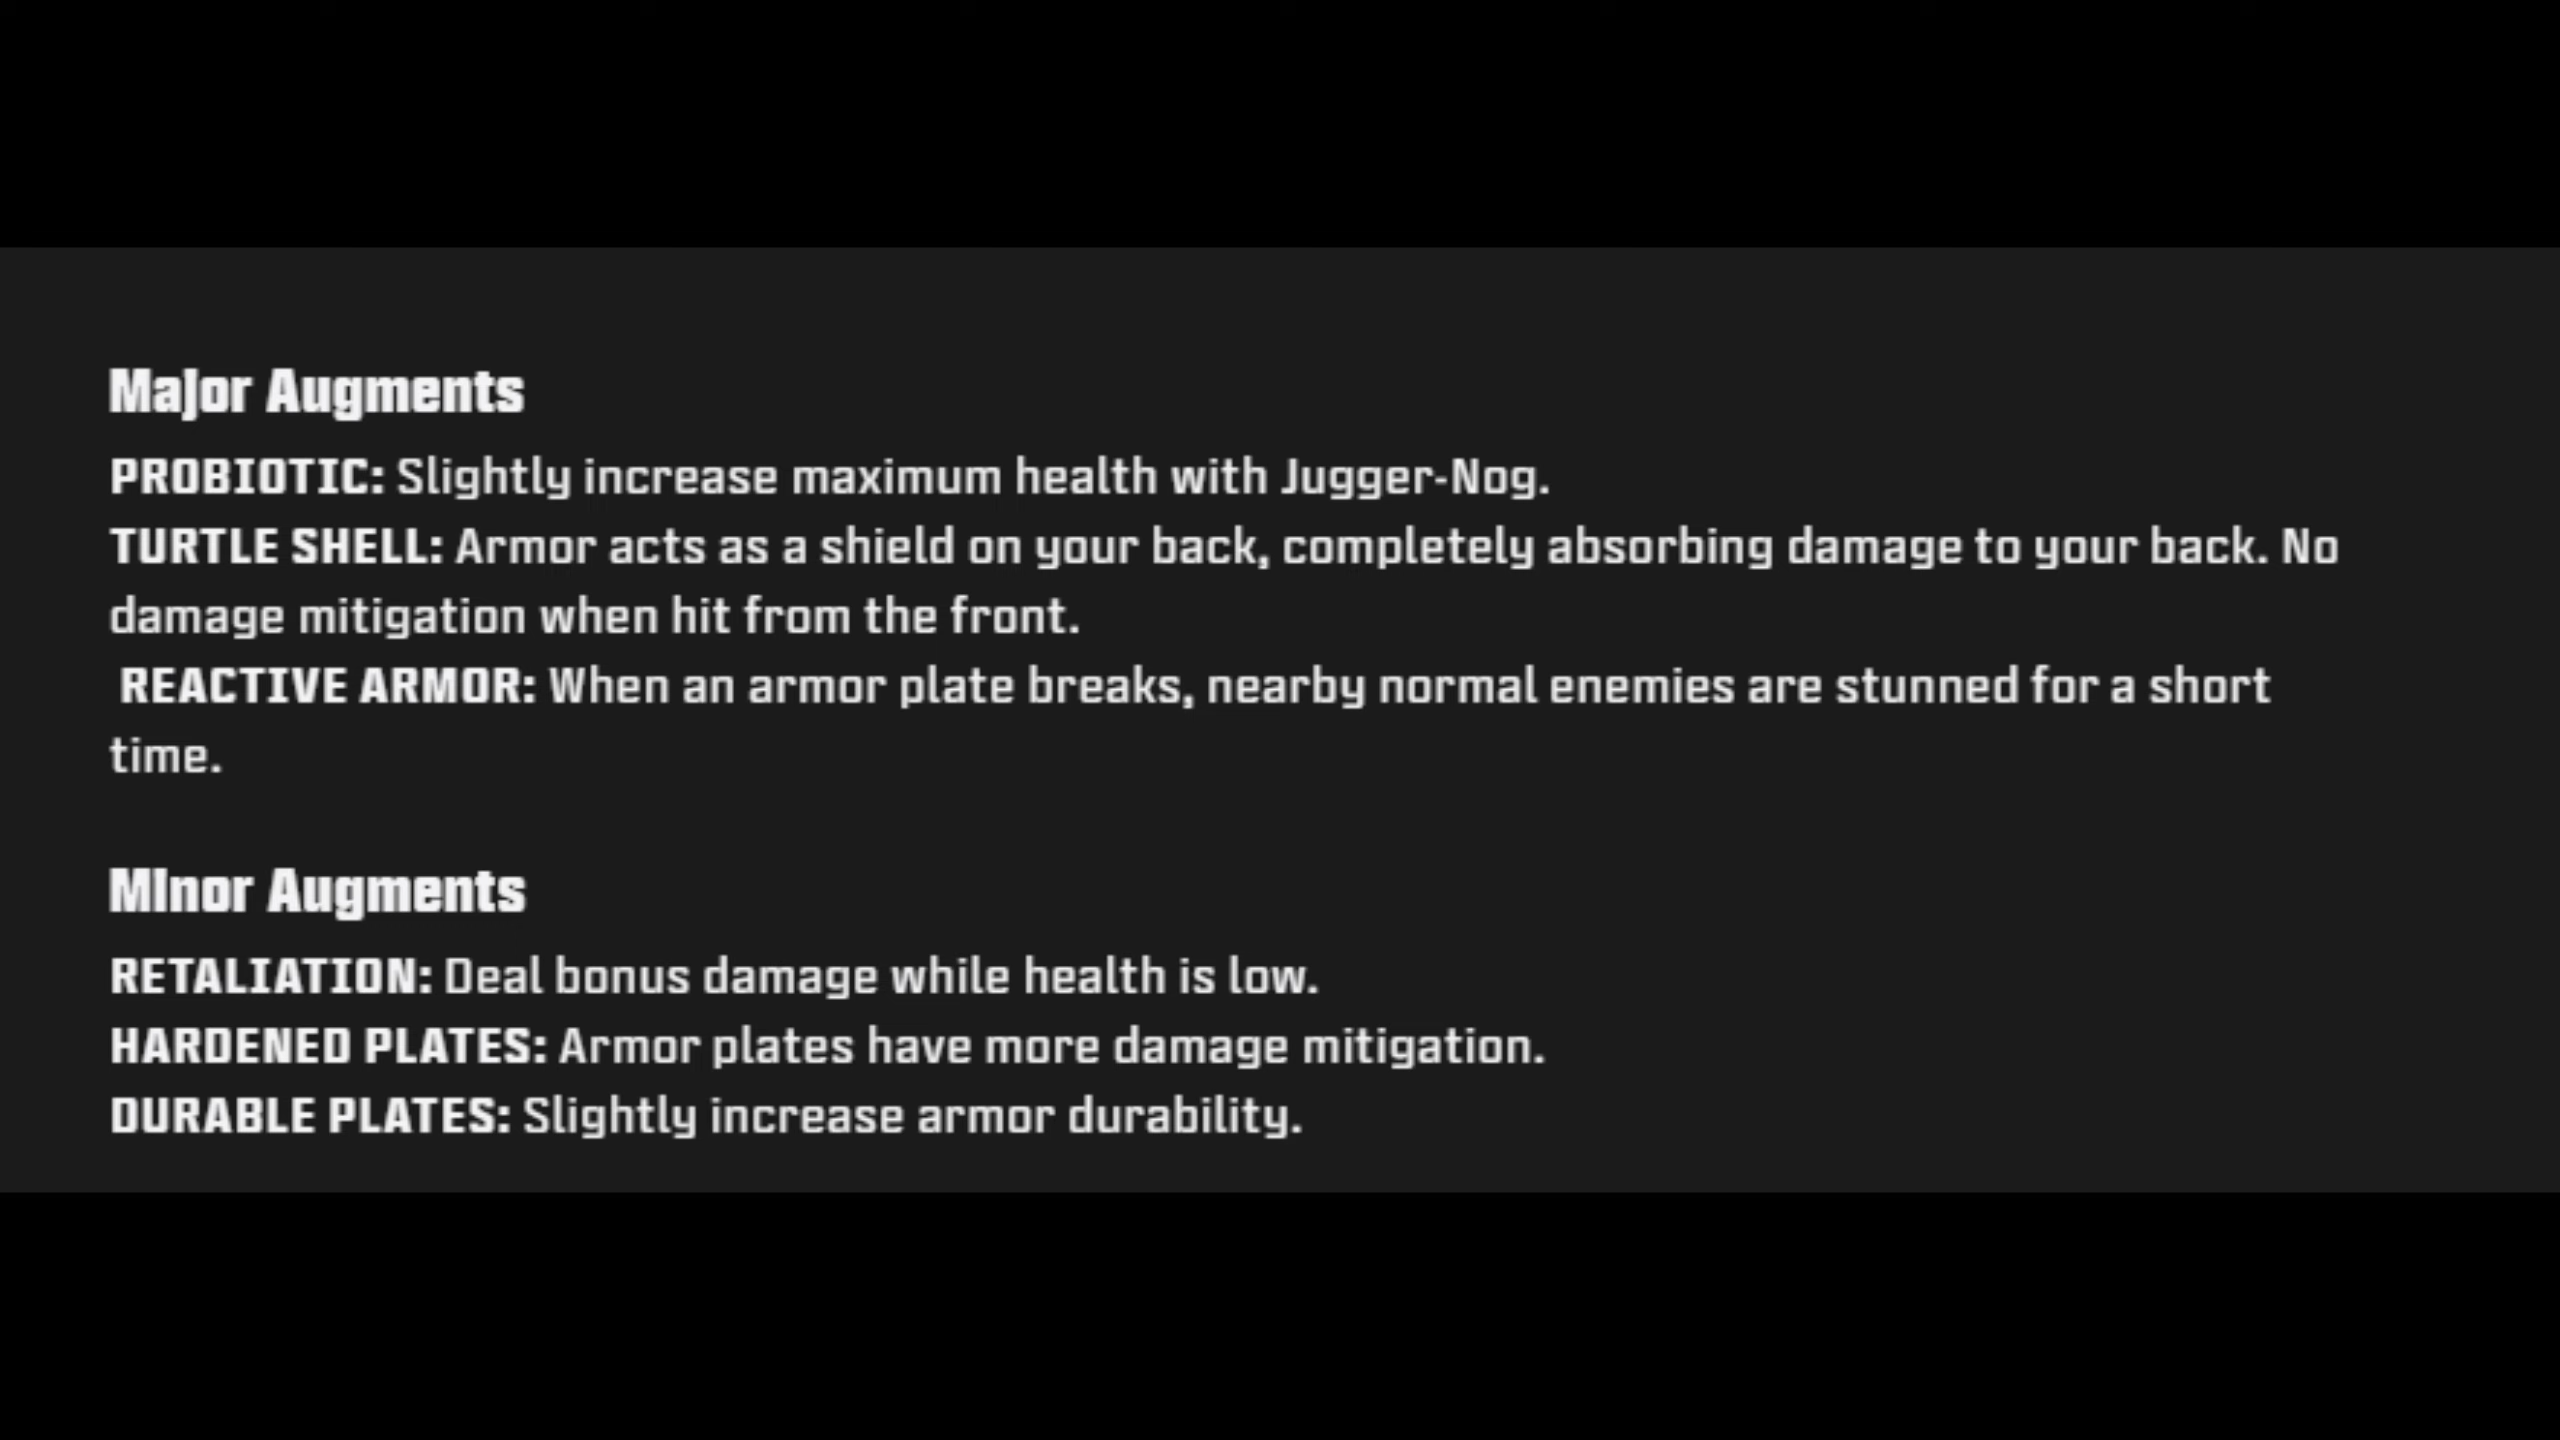 Major Augments
PROBIOTIC: Slightly increase maximum health with Jugger-Nog.
TURTLE SHELL: Armor acts as a shield on your back, completely absorbing damage to your back. No
damage mitigation when hit from the front.
REACTIVE ARMOR: When an armor plate breaks, nearby normal enemies are stunned for a short
time.
Minor Augments
RETALIATION: Deal bonus damage while health is low.
HARDENED PLATES: Armor plates have more damage mitigation.
DURABLE PLATES: Slightly increase armor durability.